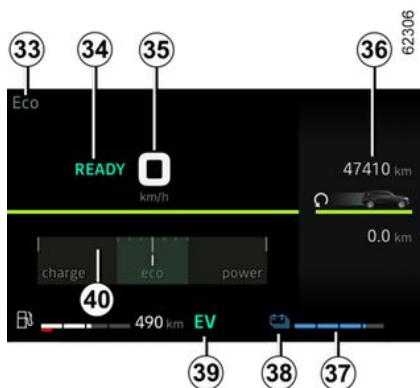 33 34 35 36
62306
Eco
READY 0
km/h
47410 km
0.0 km
charge eco power
40
490 km EV
39 38 37